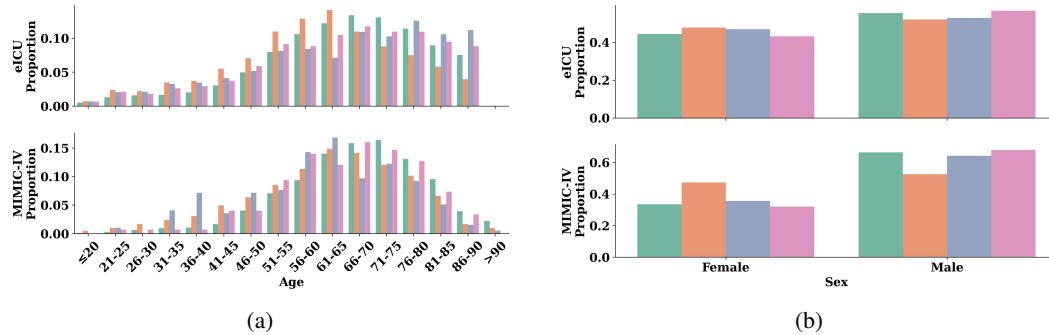 eICU
Proportion
0.10
0.05
0.00
MIMIC-IV
Proportion
0.15
0.10
0.05
0.00
≤20
21-25
26-30
31-35
36-40
41-45
46-50
51-55
56-60
61-65
66-70
71-75
76-80
81-85
86-90
>90
Age
(a)
eICU
Proportion
0.4
0.2
0.0
MIMIC-IV
Proportion
0.6
0.4
0.2
0.0
Female
Male
Sex
(b)